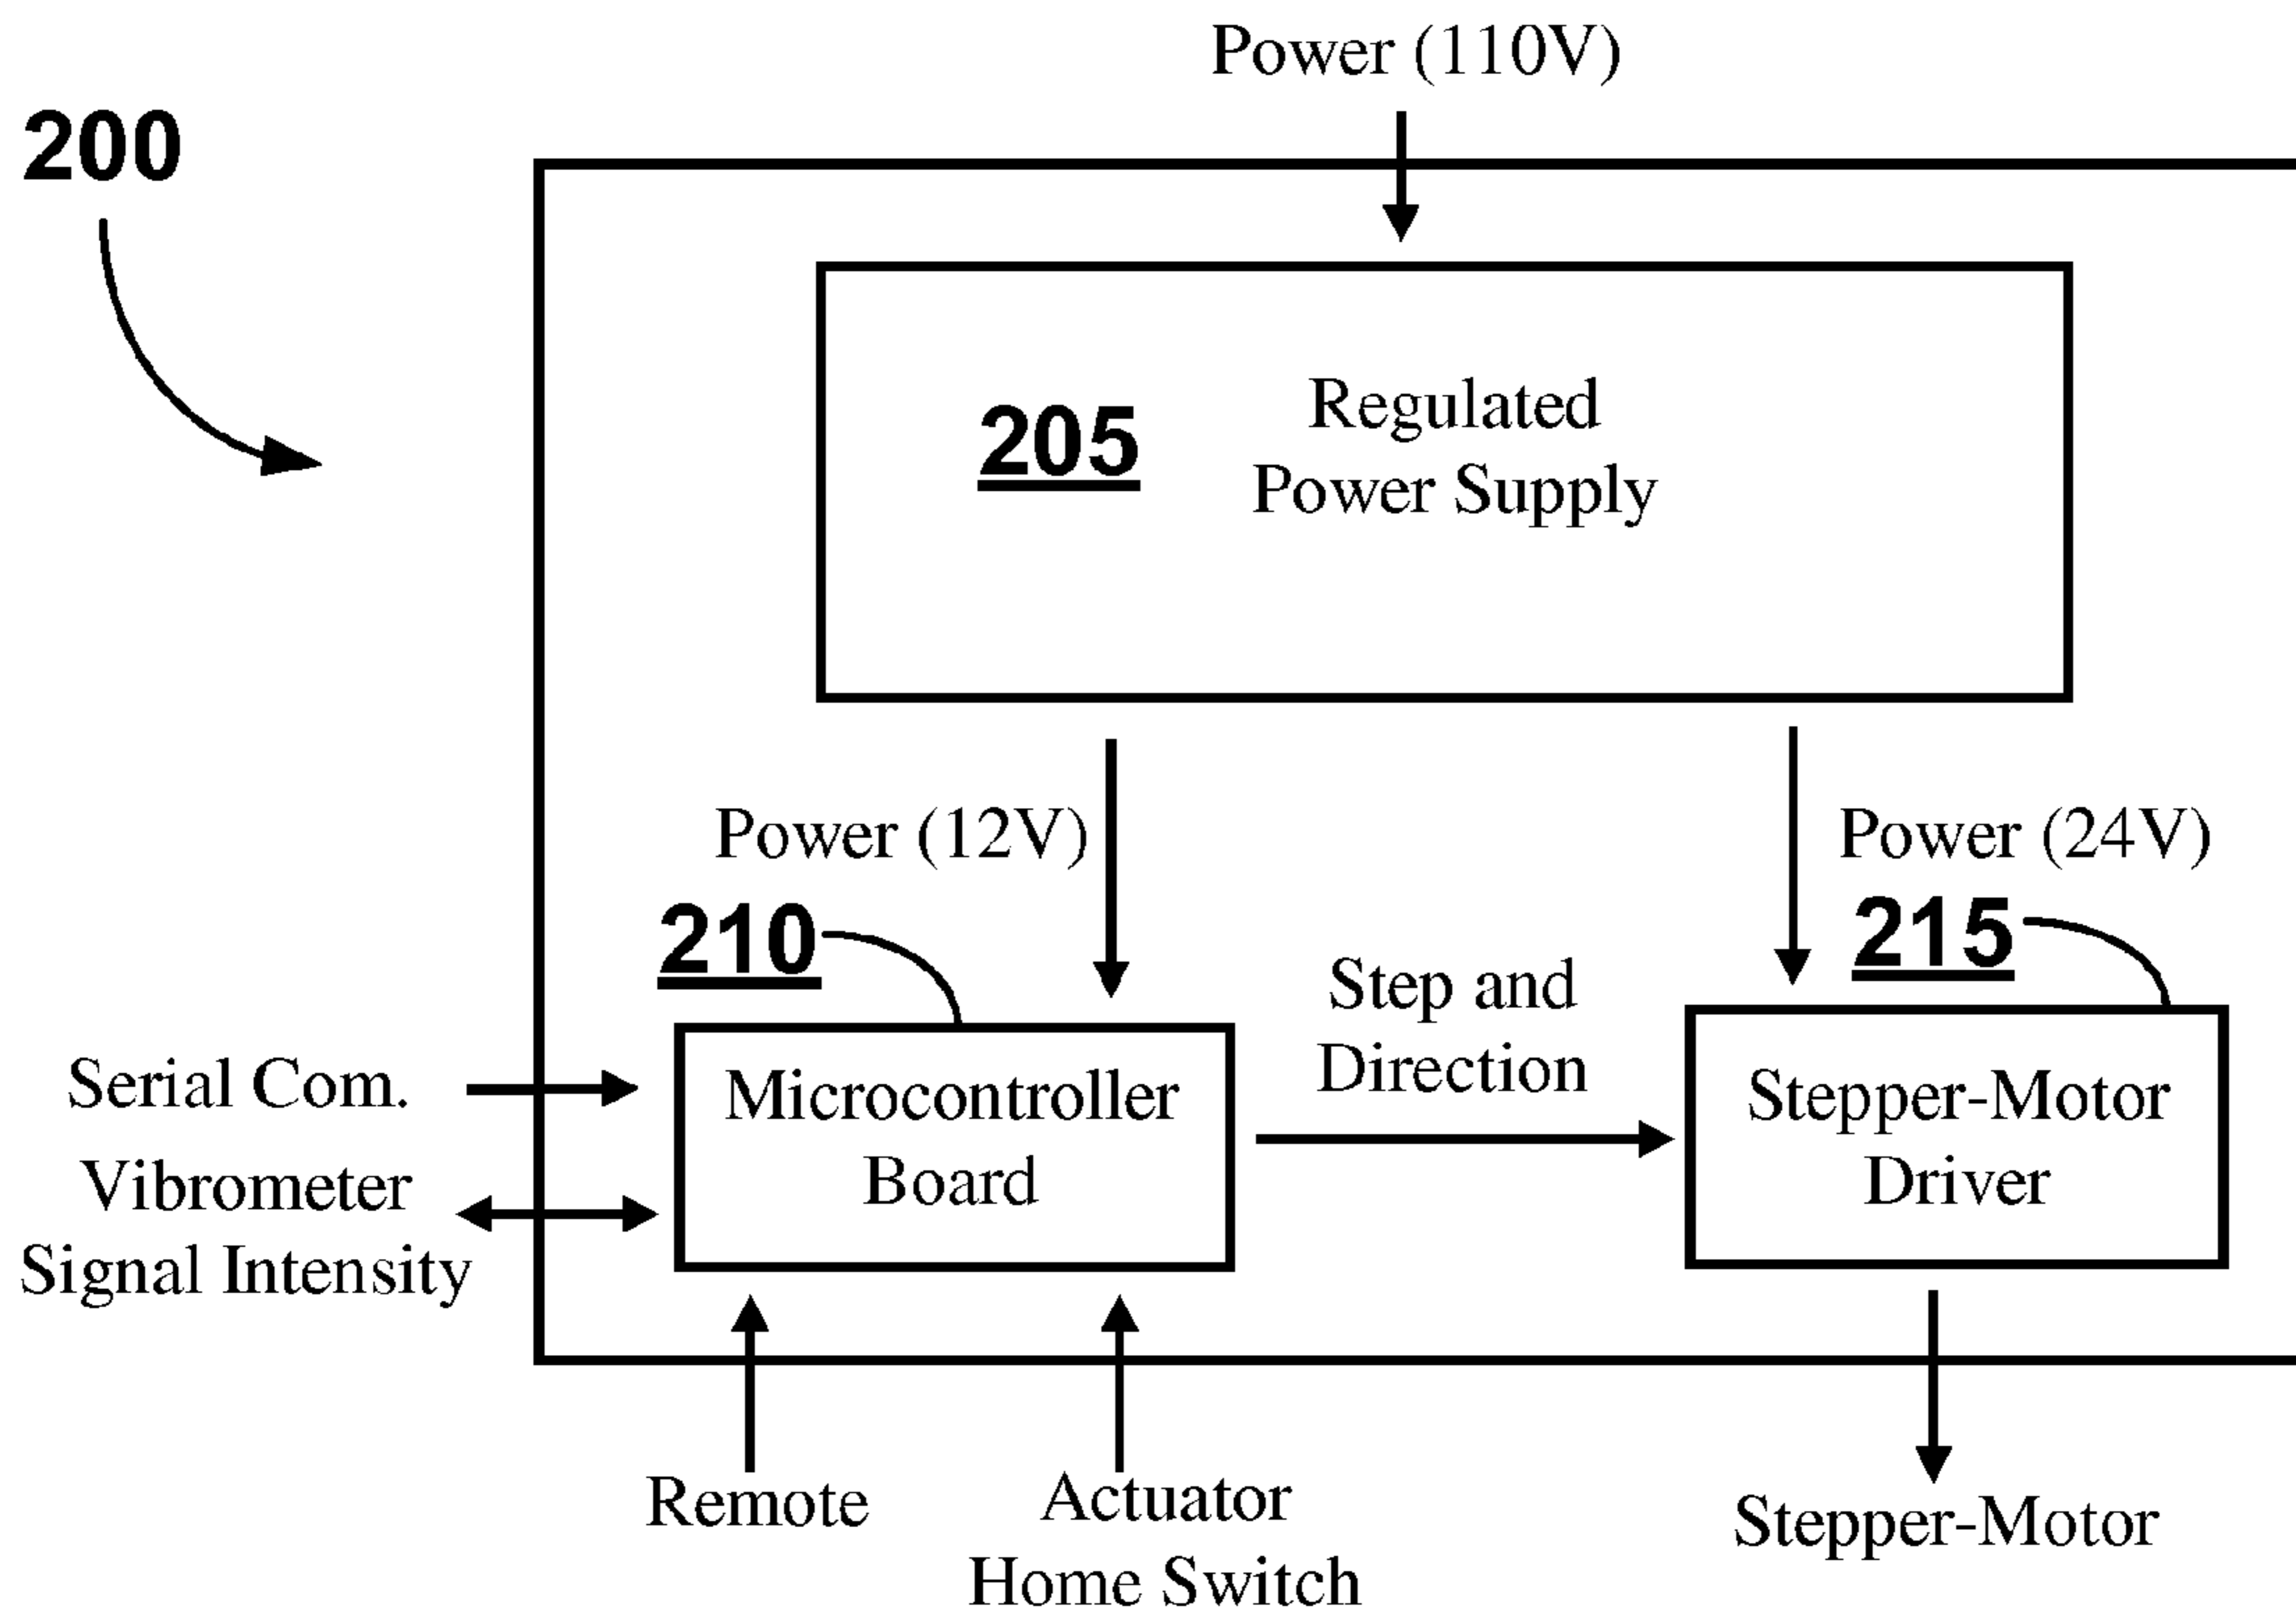 Power (110V)
200
205
Regulated
Power Supply
Power (12V)
Power (24V)
210
215
Step and
Direction
Serial Com.
Microcontroller
Board
Stepper-Motor
Driver
Vibrometer
Signal Intensity
Remote
Actuator
Home Switch
Stepper-Motor